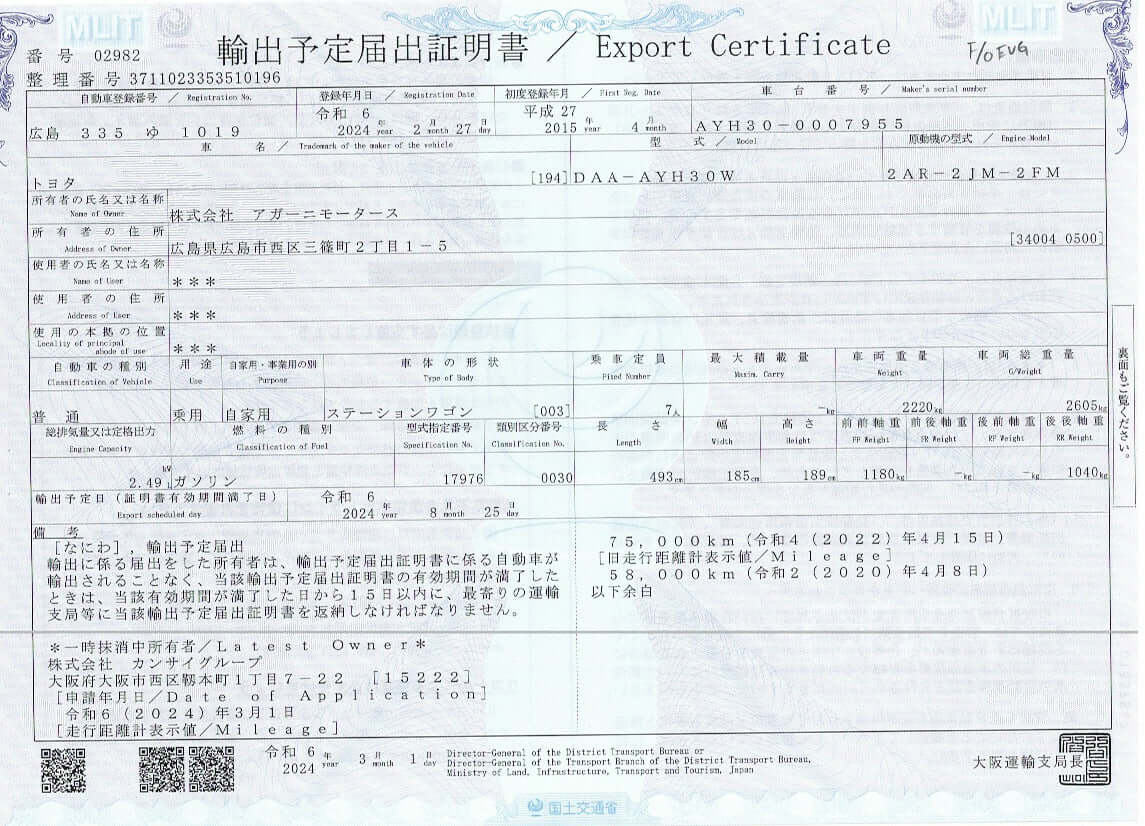 MLIT MLIT
番号 02982 輸出予定届出証明書 ／ Export Certificate F/O EVG
整理番号 3711023353510196
自動車登録番号 ／ Registration No. 登録年月日 ／ Registration Date 初度登録年月 ／ First Reg. Date 車台番号 ／ Maker's serial number
令和 6 平成 27
広島 335 ゆ 1019 2024 年 year 2 月 month 27 日 day 2015 年 year 4 月 month AYH30-0007955
車名 ／ Trademark of the maker of the vehicle 型式 ／ Model 原動機の型式 ／ Engine Model
トヨタ [194] DAA-AYH30W 2AR-2JM-2FM
所有者の氏名又は名称
Name of Owner 株式会社 アガーニモータース
所有者の住所
Address of Owner 広島県広島市西区三篠町２丁目１－５ [34004 0500]
使用者の氏名又は名称
Name of User ＊＊＊
使用者の住所
Address of User ＊＊＊
使用の本拠の位置
Locality of principal abode of use ＊＊＊
自動車の種別 用途 自家用・事業用の別 車体の形状 乗車定員 最大積載量 車両重量 車両総重量
Classification of Vehicle Use Purpose Type of Body Fixed Number Maxim. Carry Weight G/Weight
普通 乗用 自家用 ステーションワゴン [003] 7人 -kg 2220kg 2605kg
総排気量又は定格出力 燃料の種別 型式指定番号 類別区分番号 長さ 幅 高さ 前前軸重 前後軸重 後前軸重 後後軸重
Engine Capacity Classification of Fuel Specification No. Classification No. Length Width Height FF Weight FR Weight RF Weight RR Weight
kW
2.49 L ガソリン 17976 0030 493cm 185cm 189cm 1180kg -kg -kg 1040kg
輸出予定日(証明書有効期間満了日) 令和 6
Export scheduled day 2024 年 year 8 月 month 25 日 day
備考
[なにわ]，輸出予定届出
輸出に係る届出をした所有者は、輸出予定届出証明書に係る自動車が
輸出されることなく、当該輸出予定届出証明書の有効期間が満了した
ときは、当該有効期間が満了した日から１５日以内に、最寄りの運輸
支局等に当該輸出予定届出証明書を返納しなければなりません。
＊一時抹消中所有者／Latest Owner＊
株式会社 カンサイグループ
大阪府大阪市西区靱本町１丁目７－２２ [15222]
[申請年月日／Date of Application]
令和６(２０２４)年３月１日
[走行距離計表示値／Mileage]
７５，０００km(令和４(２０２２)年４月１５日)
[旧走行距離計表示値／Mileage]
５８，０００km(令和２(２０２０)年４月８日)
以下余白
裏面もご覧ください。
令和 6
2024 年 year 3 月 month 1 日 day
Director-General of the District Transport Bureau or
Director-General of the Transport Branch of the District Transport Bureau,
Ministry of Land, Infrastructure, Transport and Tourism, Japan
大阪運輸支局長
国土交通省